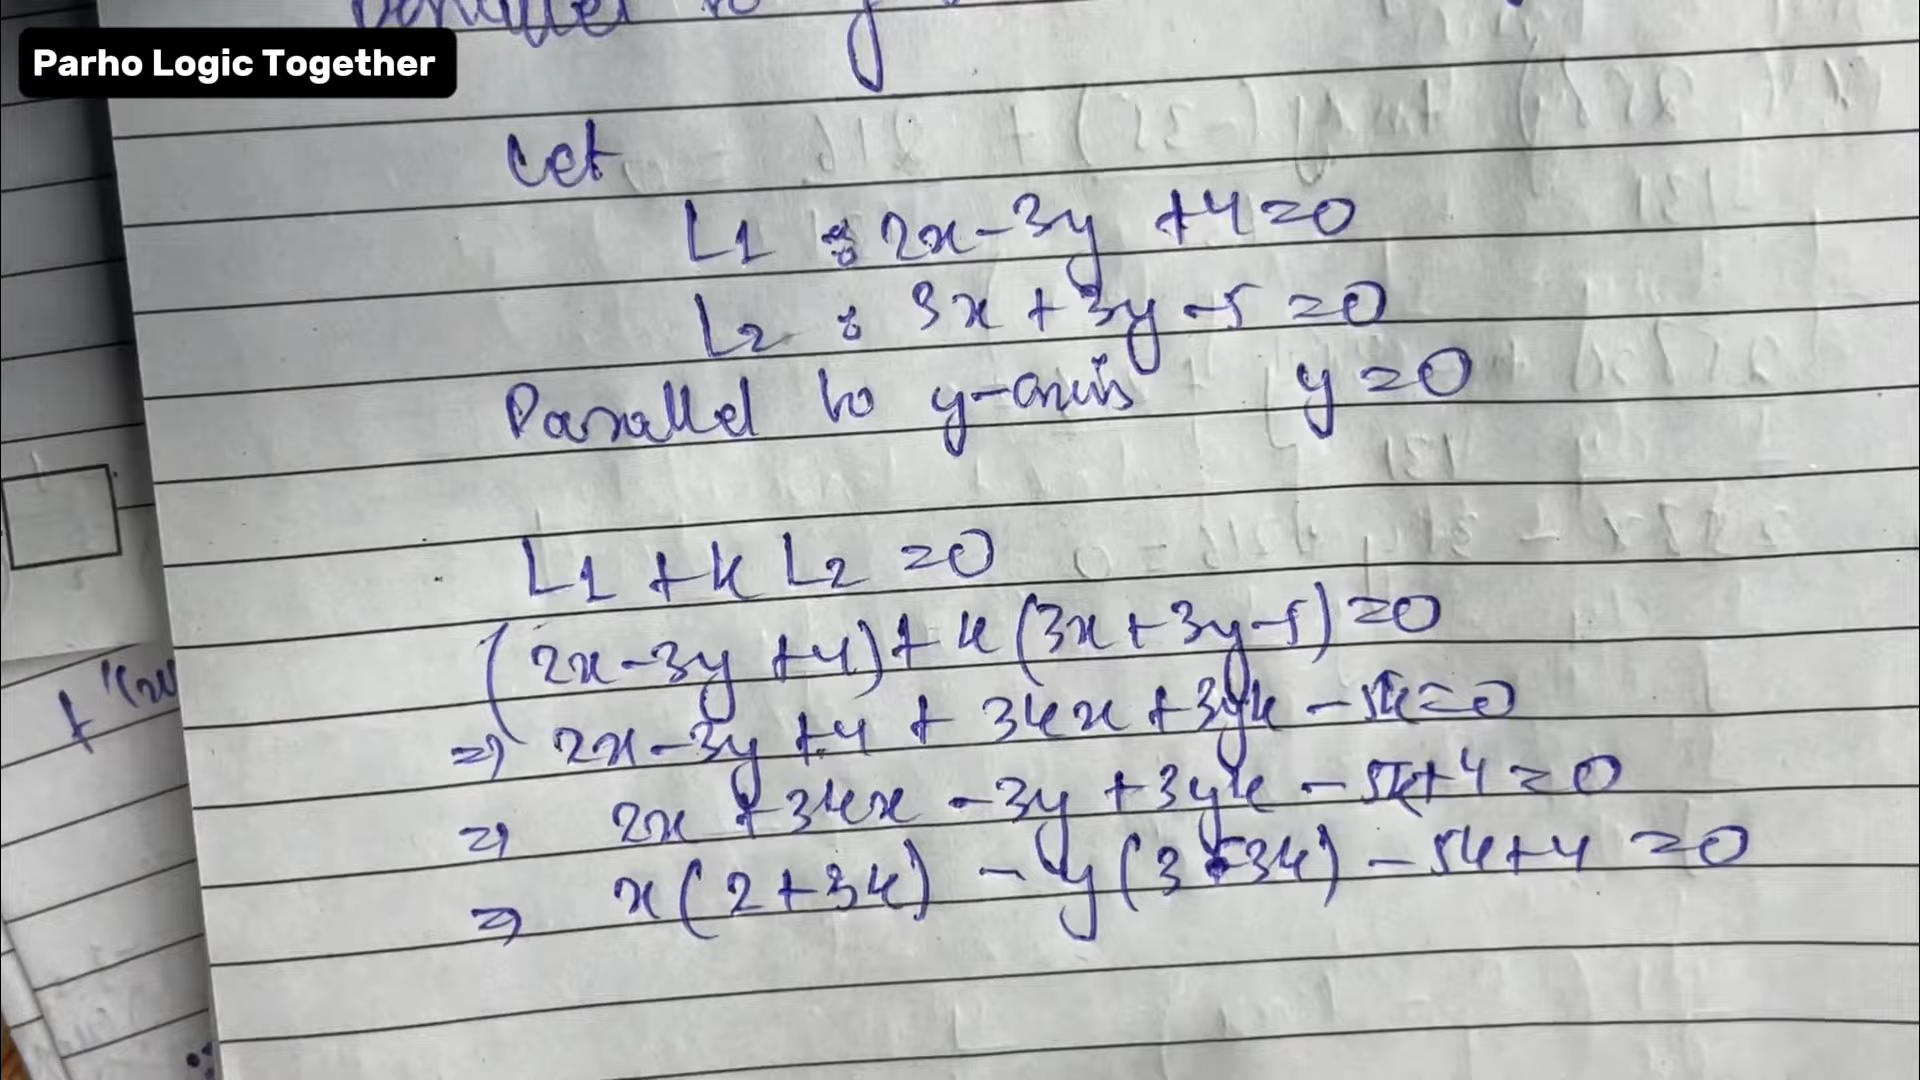 Parallel to y
Parho Logic Together
Let
L1 : 2x - 3y + 4 = 0
L2 : 3x + 3y - 5 = 0
Parallel to y-axis y = 0
L1 + k L2 = 0
(2x - 3y + 4) + k(3x + 3y - 5) = 0
=> 2x - 3y + 4 + 3kx + 3yk - 5k = 0
=> 2x + 3kx - 3y + 3yk - 5k + 4 = 0
=> x(2 + 3k) - y(3 - 3k) - 5k + 4 = 0